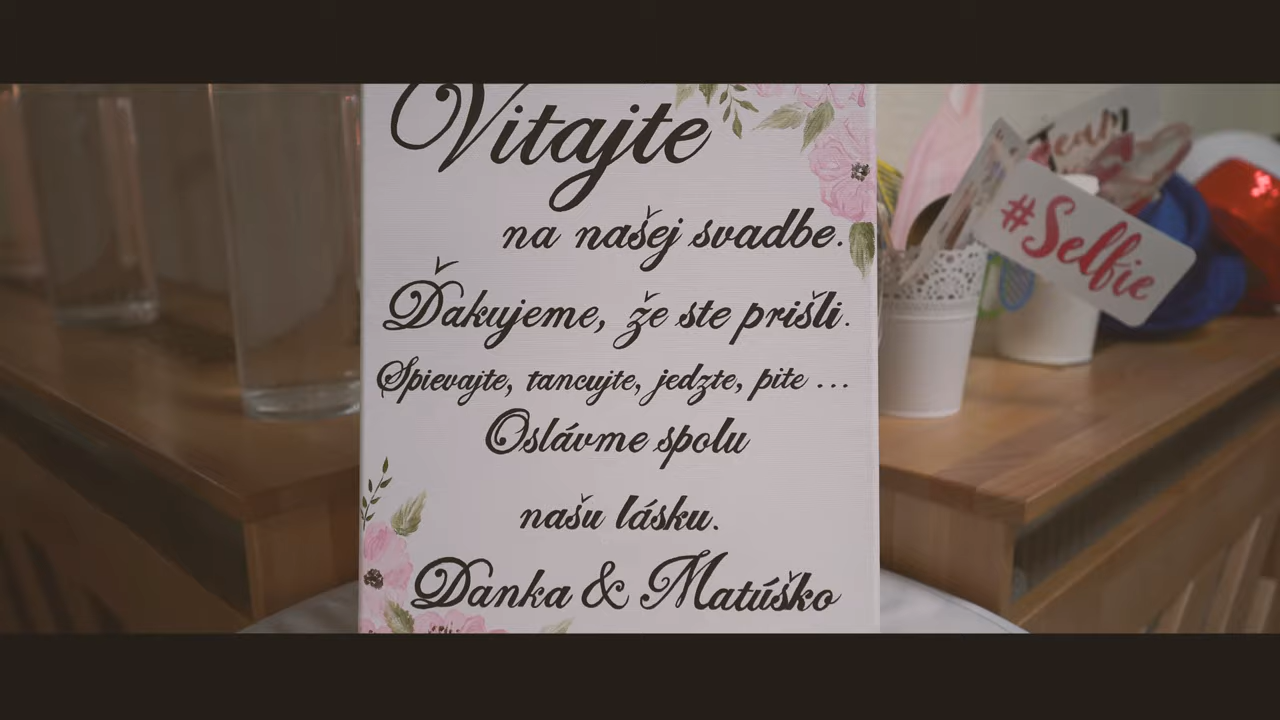 Vitajte
na našej svadbe.
Ďakujeme, že ste prišli.
Spievajte, tancujte, jedzte, pite ...
Oslávme spolu
našu lásku.
Danka & Matúško
Team
#Selfie